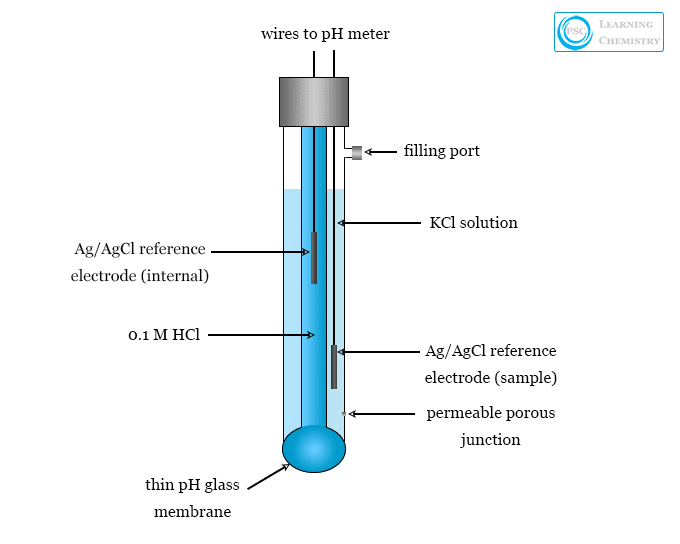 wires to pH meter
PSC
LEARNING
CHEMISTRY
filling port
KCl solution
Ag/AgCl reference
electrode (internal)
0.1 M HCl
Ag/AgCl reference
electrode (sample)
permeable porous
junction
thin pH glass
membrane